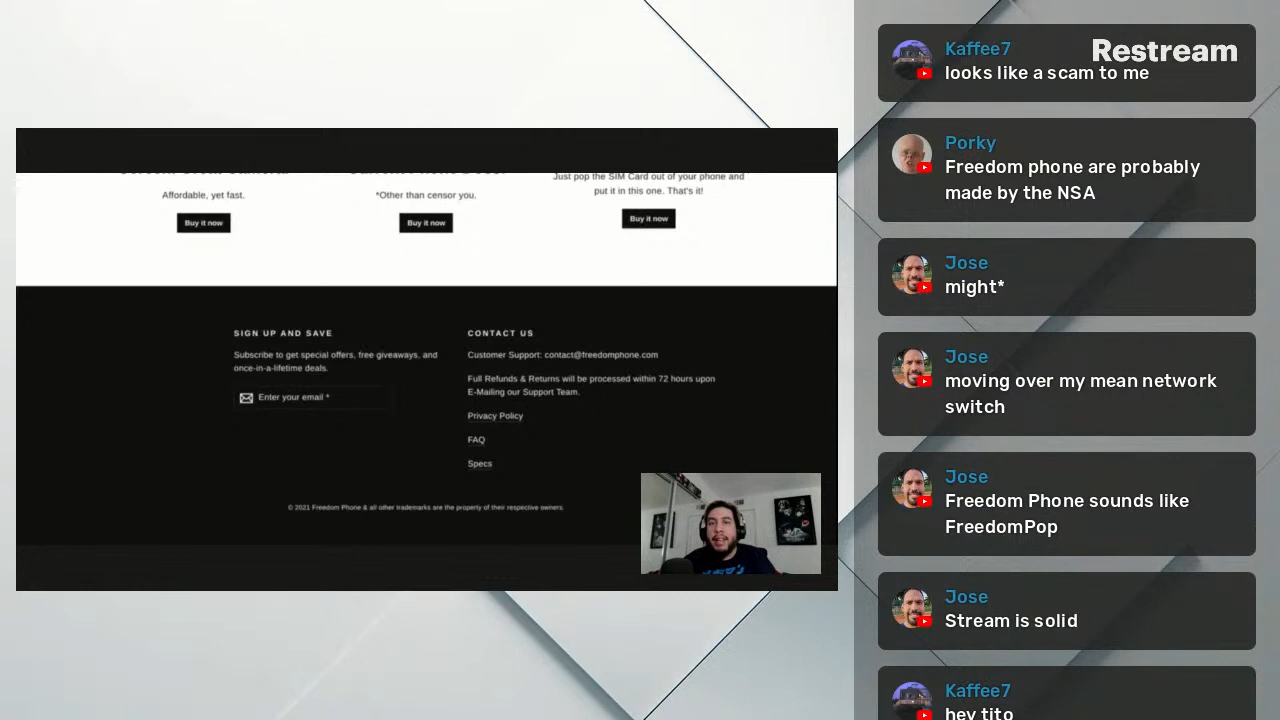 Affordable, yet fast.
Buy it now
*Other than censor you.
Buy it now
Just pop the SIM Card out of your phone and
put it in this one. That's it!
Buy it now
SIGN UP AND SAVE
Subscribe to get special offers, free giveaways, and
once-in-a-lifetime deals.
Enter your email *
CONTACT US
Customer Support: contact@freedomphone.com
Full Refunds & Returns will be processed within 72 hours upon
E-Mailing our Support Team.
Privacy Policy
FAQ
Specs
© 2021 Freedom Phone & all other trademarks are the property of their respective owners.
Restream
Kaffee7
looks like a scam to me
Porky
Freedom phone are probably
made by the NSA
Jose
might*
Jose
moving over my mean network
switch
Jose
Freedom Phone sounds like
FreedomPop
Jose
Stream is solid
Kaffee7
hey tito